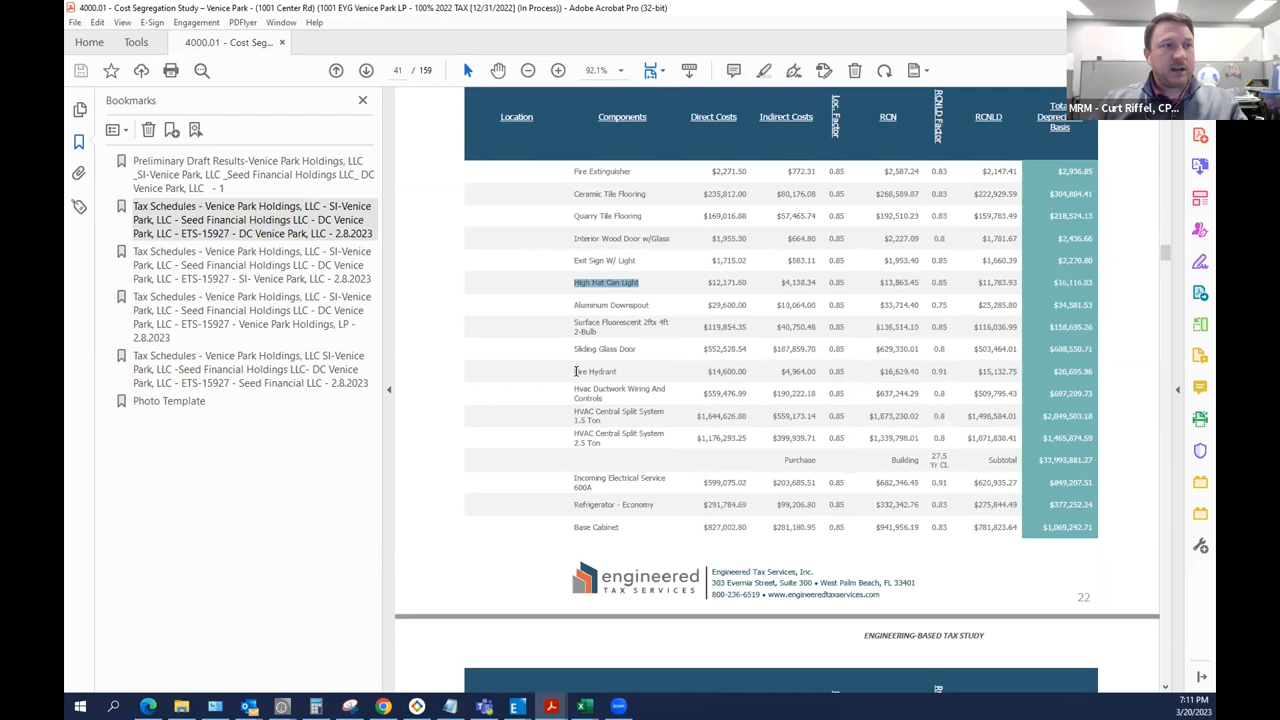 4000.01 - Cost Segregation Study – Venice Park - (1001 Center Rd) (1001 EYG Venice Park LP - 100% 2022 TAX [12/31/2022] (In Process)) - Adobe Acrobat Pro (32-bit)
File Edit View E-Sign Engagement PDFlyer Window Help
Home Tools 4000.01 - Cost Seg... ×
41 / 159 92.1%
MRM - Curt Riffel, CP...
Bookmarks
Preliminary Draft Results-Venice Park Holdings, LLC
_SI-Venice Park, LLC _Seed Financial Holdings LLC_ DC
Venice Park, LLC - 1
Tax Schedules - Venice Park Holdings, LLC - SI-Venice
Park, LLC - Seed Financial Holdings LLC - DC Venice
Park, LLC - ETS-15927 - DC Venice Park, LLC - 2.8.2023
Tax Schedules - Venice Park Holdings, LLC - SI-Venice
Park, LLC - Seed Financial Holdings LLC - DC Venice
Park, LLC - ETS-15927 - SI- Venice Park, LLC - 2.8.2023
Tax Schedules - Venice Park Holdings, LLC - SI-Venice
Park, LLC - Seed Financial Holdings LLC - DC Venice
Park, LLC - ETS-15927 - Venice Park Holdings, LP -
2.8.2023
Tax Schedules - Venice Park Holdings, LLC SI-Venice
Park, LLC -Seed Financial Holdings LLC- DC Venice
Park, LLC - ETS-15927 - Seed Financial LLC - 2.8.2023
Photo Template
Location Components Direct Costs Indirect Costs Loc. Factor RCN RCNLD Factor RCNLD
Basis
Fire Extinguisher $2,271.50 $772.31 0.85 $2,587.24 0.83 $2,147.41 $2,936.85
Ceramic Tile Flooring $235,812.00 $80,176.08 0.85 $268,589.87 0.83 $222,929.59 $304,884.41
Quarry Tile Flooring $169,016.88 $57,465.74 0.85 $192,510.23 0.83 $159,783.49 $218,524.13
Interior Wood Door w/Glass $1,955.30 $664.80 0.85 $2,227.09 0.8 $1,781.67 $2,436.66
Exit Sign W/ Light $1,715.02 $583.11 0.85 $1,953.40 0.85 $1,660.39 $2,270.80
High Hat Can Light $12,171.60 $4,138.34 0.85 $13,863.45 0.85 $11,783.93 $16,116.03
Aluminum Downspout $29,600.00 $10,064.00 0.85 $33,714.40 0.75 $25,285.80 $34,581.53
Surface Fluorescent 2ftx 4ft
2-Bulb $119,854.35 $40,750.48 0.85 $136,514.10 0.85 $116,036.99 $158,695.26
Sliding Glass Door $552,528.54 $187,859.70 0.85 $629,330.01 0.8 $503,464.01 $688,550.71
Fire Hydrant $14,600.00 $4,964.00 0.85 $16,629.40 0.91 $15,132.75 $20,695.96
Hvac Ductwork Wiring And
Controls $559,476.99 $190,222.18 0.85 $637,244.29 0.8 $509,795.43 $697,209.73
HVAC Central Split System
1.5 Ton $1,644,626.88 $559,173.14 0.85 $1,873,230.02 0.8 $1,498,584.01 $2,049,503.18
HVAC Central Split System
2.5 Ton $1,176,293.25 $399,939.71 0.85 $1,339,798.01 0.8 $1,071,838.41 $1,465,874.59
Purchase Building 27.5
Yr CL Subtotal $33,993,881.27
Incoming Electrical Service
600A $599,075.02 $203,685.51 0.85 $682,346.45 0.91 $620,935.27 $849,207.51
Refrigerator - Economy $291,784.69 $99,206.80 0.85 $332,342.76 0.83 $275,844.49 $377,252.24
Base Cabinet $827,002.80 $281,180.95 0.85 $941,956.19 0.83 $781,823.64 $1,069,242.71
engineered
TAX SERVICES
Engineered Tax Services, Inc.
303 Evernia Street, Suite 300 • West Palm Beach, FL 33401
800-236-6519 • www.engineeredtaxservices.com
22
ENGINEERING-BASED TAX STUDY
7:11 PM
3/20/2023